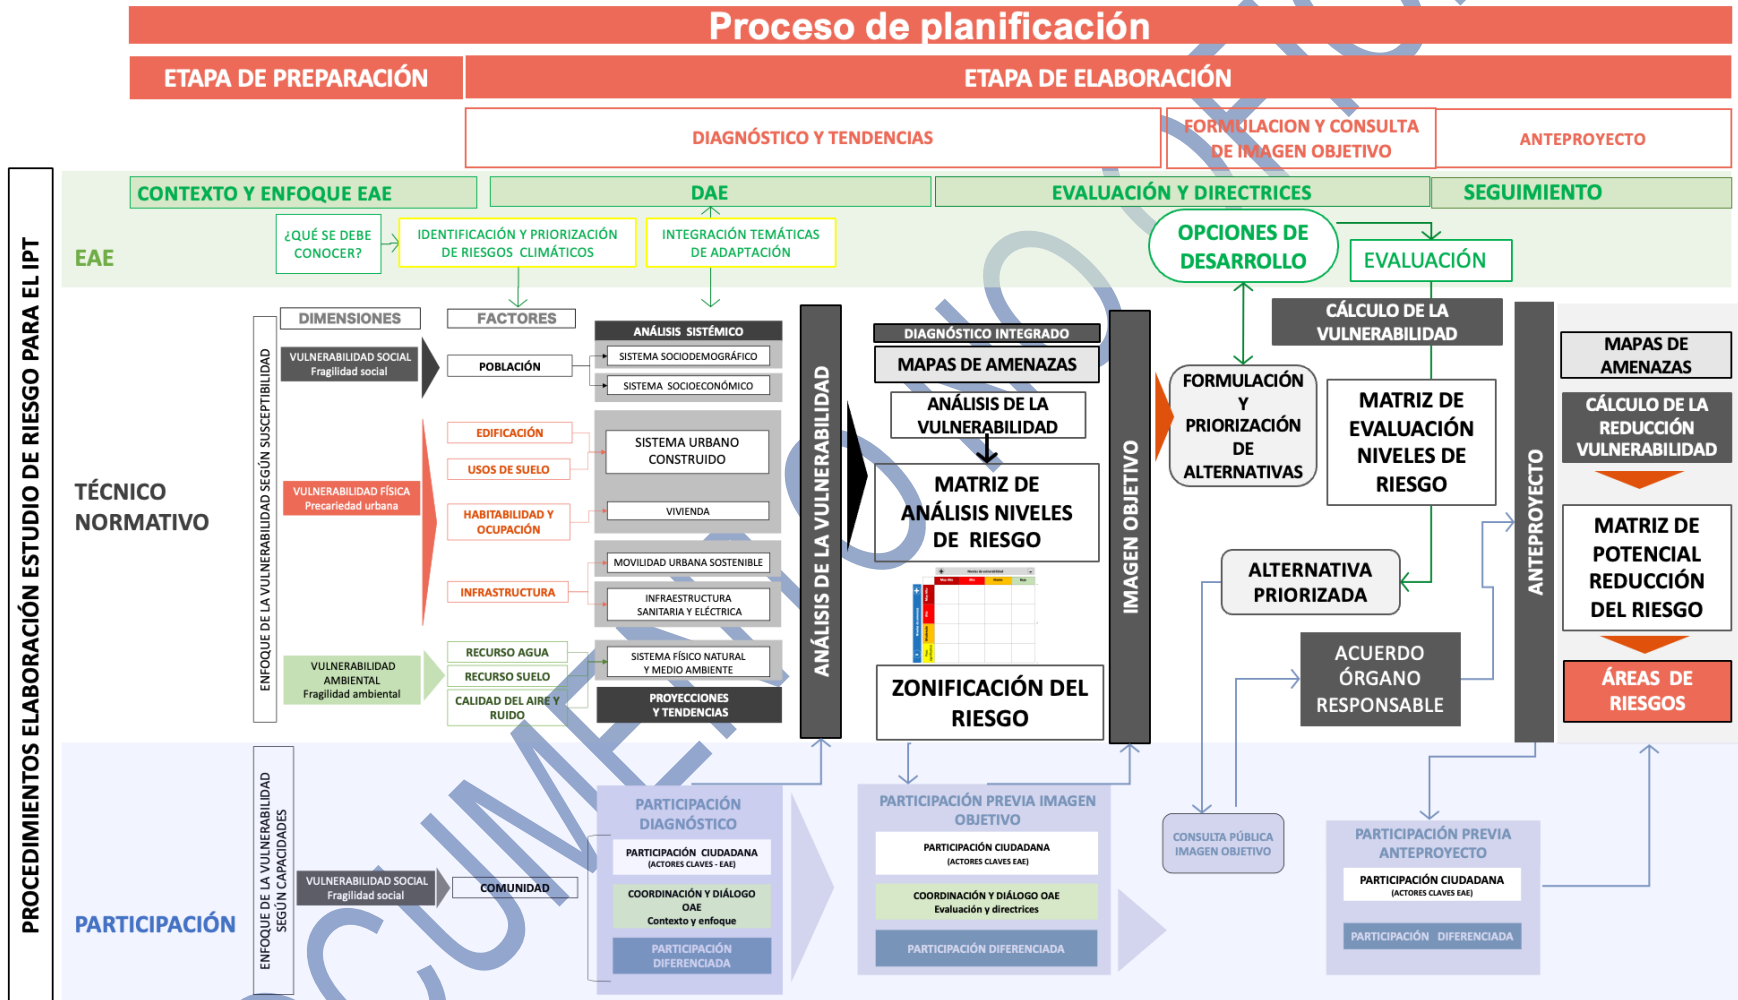 Proceso de planificación
ETAPA DE PREPARACIÓN
ETAPA DE ELABORACIÓN
DIAGNÓSTICO Y TENDENCIAS
FORMULACION Y CONSULTA
DE IMAGEN OBJETIVO
ANTEPROYECTO
PROCEDIMIENTOS ELABORACIÓN ESTUDIO DE RIESGO PARA EL IPT
CONTEXTO Y ENFOQUE EAE
DAE
EVALUACIÓN Y DIRECTRICES
SEGUIMIENTO
EAE
¿QUÉ SE DEBE
CONOCER?
IDENTIFICACIÓN Y PRIORIZACIÓN
DE RIESGOS CLIMÁTICOS
INTEGRACIÓN TEMÁTICAS
DE ADAPTACIÓN
OPCIONES DE
DESARROLLO
EVALUACIÓN
TÉCNICO
NORMATIVO
ENFOQUE DE LA VULNERABILIDAD SEGÚN SUSCEPTIBILIDAD
DIMENSIONES
FACTORES
ANÁLISIS SISTÉMICO
VULNERABILIDAD SOCIAL
Fragilidad social
POBLACIÓN
SISTEMA SOCIODEMOGRÁFICO
SISTEMA SOCIOECONÓMICO
VULNERABILIDAD FÍSICA
Precariedad urbana
EDIFICACIÓN
USOS DE SUELO
HABITABILIDAD Y
OCUPACIÓN
INFRASTRUCTURA
SISTEMA URBANO
CONSTRUIDO
VIVIENDA
MOVILIDAD URBANA SOSTENIBLE
INFRAESTRUCTURA
SANITARIA Y ELÉCTRICA
VULNERABILIDAD
AMBIENTAL
Fragilidad ambiental
RECURSO AGUA
RECURSO SUELO
CALIDAD DEL AIRE Y
RUIDO
SISTEMA FÍSICO NATURAL
Y MEDIO AMBIENTE
PROYECCIONES
Y TENDENCIAS
ANÁLISIS DE LA VULNERABILIDAD
DIAGNÓSTICO INTEGRADO
MAPAS DE AMENAZAS
ANÁLISIS DE LA
VULNERABILIDAD
MATRIZ DE
ANÁLISIS NIVELES
DE RIESGO
ZONIFICACIÓN DEL
RIESGO
IMAGEN OBJETIVO
FORMULACIÓN
Y
PRIORIZACIÓN
DE
ALTERNATIVAS
CÁLCULO DE LA
VULNERABILIDAD
MATRIZ DE
EVALUACIÓN
NIVELES DE
RIESGO
ALTERNATIVA
PRIORIZADA
ACUERDO
ÓRGANO
RESPONSABLE
ANTEPROYECTO
MAPAS DE
AMENAZAS
CÁLCULO DE LA
REDUCCIÓN
VULNERABILIDAD
MATRIZ DE
POTENCIAL
REDUCCIÓN
DEL RIESGO
ÁREAS DE
RIESGOS
PARTICIPACIÓN
ENFOQUE DE LA VULNERABILIDAD
SEGÚN CAPACIDADES
VULNERABILIDAD SOCIAL
Fragilidad social
COMUNIDAD
PARTICIPACIÓN
DIAGNÓSTICO
PARTICIPACIÓN CIUDADANA
(ACTORES CLAVES - EAE)
COORDINACIÓN Y DIÁLOGO
OAE
Contexto y enfoque
PARTICIPACIÓN
DIFERENCIADA
PARTICIPACIÓN PREVIA IMAGEN
OBJETIVO
PARTICIPACIÓN CIUDADANA
(ACTORES CLAVES EAE)
COORDINACIÓN Y DIÁLOGO OAE
Evaluación y directrices
PARTICIPACIÓN DIFERENCIADA
CONSULTA PÚBLICA
IMAGEN OBJETIVO
PARTICIPACIÓN PREVIA
ANTEPROYECTO
PARTICIPACIÓN CIUDADANA
(ACTORES CLAVES EAE)
PARTICIPACIÓN DIFERENCIADA